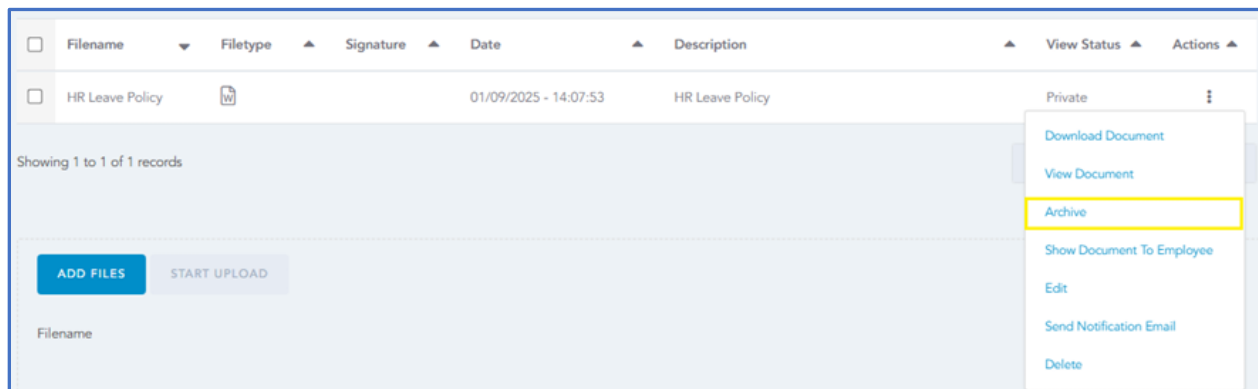 Filename Filetype Signature Date Description View Status Actions
HR Leave Policy W 01/09/2025 - 14:07:53 HR Leave Policy Private
Download Document
Showing 1 to 1 of 1 records
View Document
Archive
Show Document To Employee
ADD FILES START UPLOAD
Edit
Send Notification Email
Filename
Delete